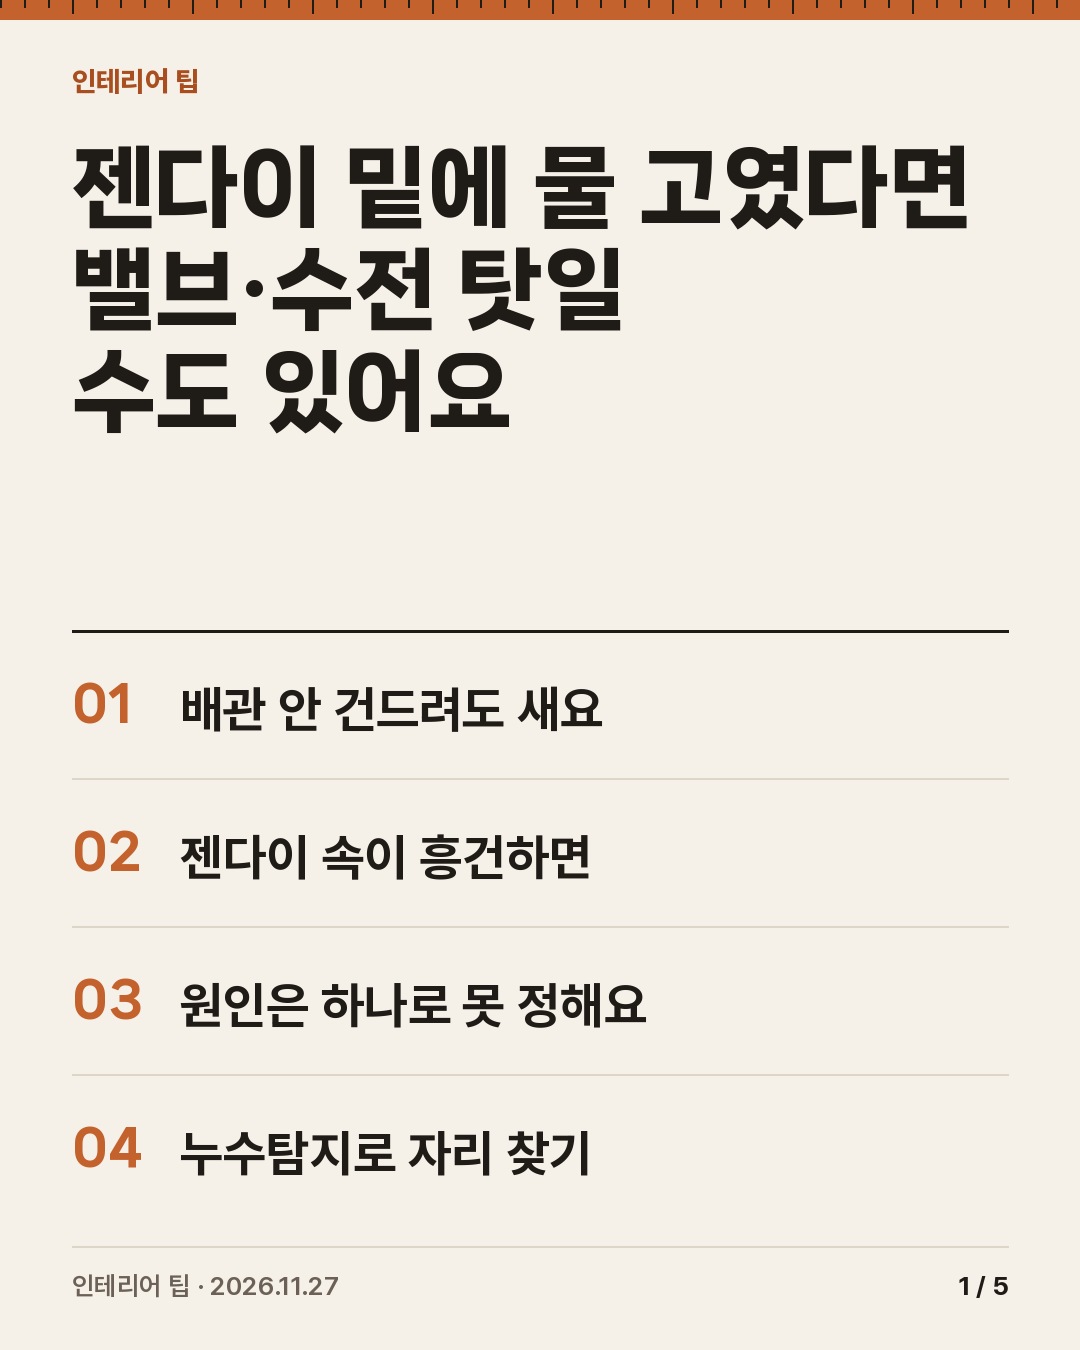 인테리어 팁
젠다이 밑에 물 고였다면
밸브·수전 탓일
수도 있어요
01 배관 안 건드려도 새요
02 젠다이 속이 흥건하면
03 원인은 하나로 못 정해요
04 누수탐지로 자리 찾기
인테리어 팁 · 2026.11.27
1 / 5